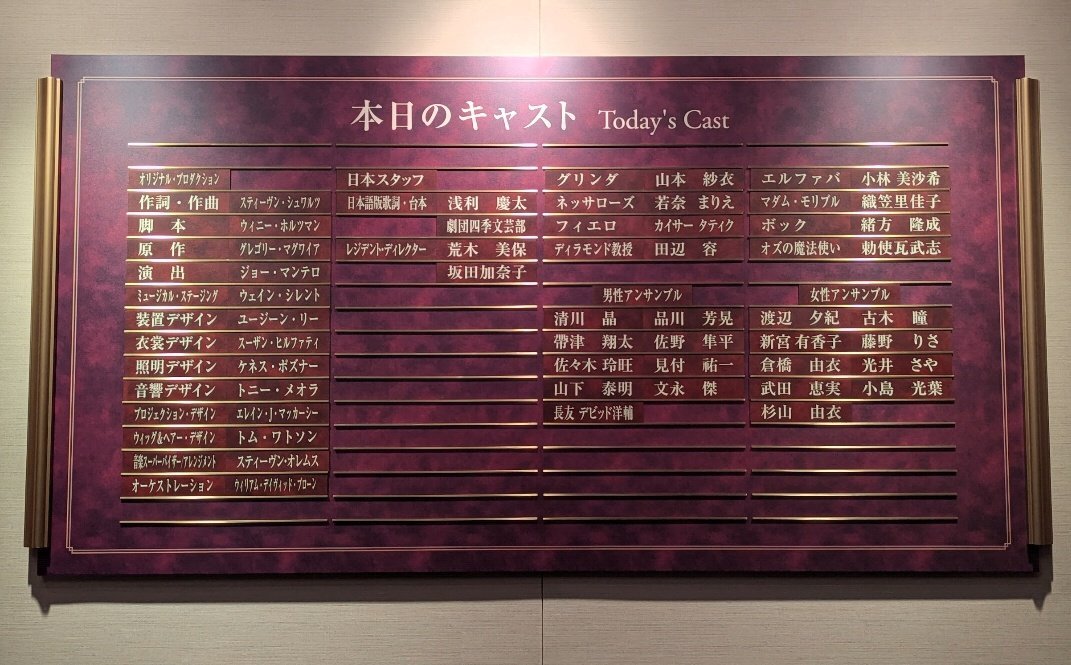 本日のキャスト Today's Cast
オリジナル・プロダクション
作詞・作曲 スティーヴン・シュワルツ
脚 本 ウィニー・ホルツマン
原 作 グレゴリー・マグワイア
演 出 ジョー・マンテロ
ミュージカル・ステージング ウェイン・シレント
装置デザイン ユージーン・リー
衣裳デザイン スーザン・ヒルファティ
照明デザイン ケネス・ポズナー
音響デザイン トニー・メオラ
プロジェクション・デザイン エレイン・J・マッカーシー
ウィッグ&ヘアー・デザイン トム・ワトソン
音楽スーパーバイザー/アレンジメント スティーヴン・オレムス
オーケストレーション ウィリアム・デイヴィッド・ブローン
日本スタッフ
日本語版歌詞・台本 浅利 慶太
劇団四季文芸部
レジデント・ディレクター 荒木 美保
坂田加奈子
グリンダ 山本 紗衣
ネッサローズ 若奈 まりえ
フィエロ カイサー タティク
ディラモンド教授 田辺 容
エルファバ 小林 美沙希
マダム・モリブル 織笠里佳子
ボック 緒方 隆成
オズの魔法使い 勅使瓦武志
男性アンサンブル
清川 晶 品川 芳晃
帶津 翔太 佐野 隼平
佐々木 玲旺 見付 祐一
山下 泰明 文永 傑
長友 デビッド洋輔
女性アンサンブル
渡辺 夕紀 古木 瞳
新宮 有香子 藤野 りさ
倉橋 由衣 光井 さや
武田 恵実 小島 光葉
杉山 由衣